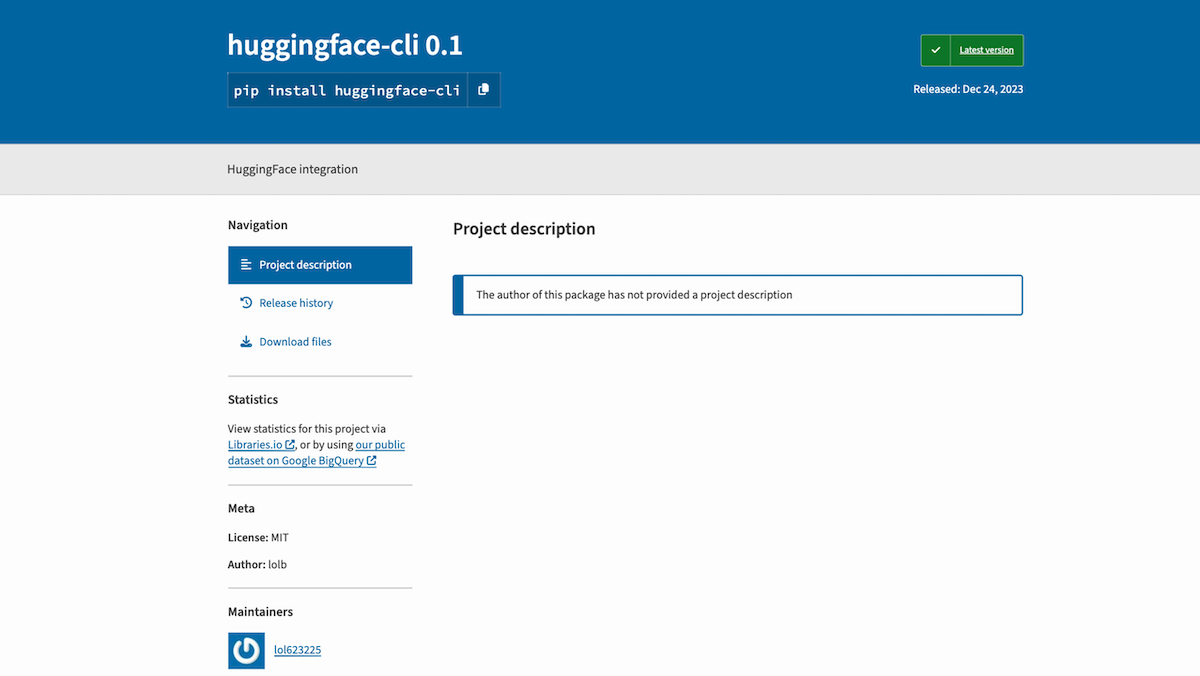 huggingface-cli 0.1
pip install huggingface-cli
Latest version
Released: Dec 24, 2023
HuggingFace integration
Navigation
Project description
Release history
Download files
Statistics
View statistics for this project via
Libraries.io, or by using our public
dataset on Google BigQuery
Meta
License: MIT
Author: lolb
Maintainers
lol623225
Project description
The author of this package has not provided a project description